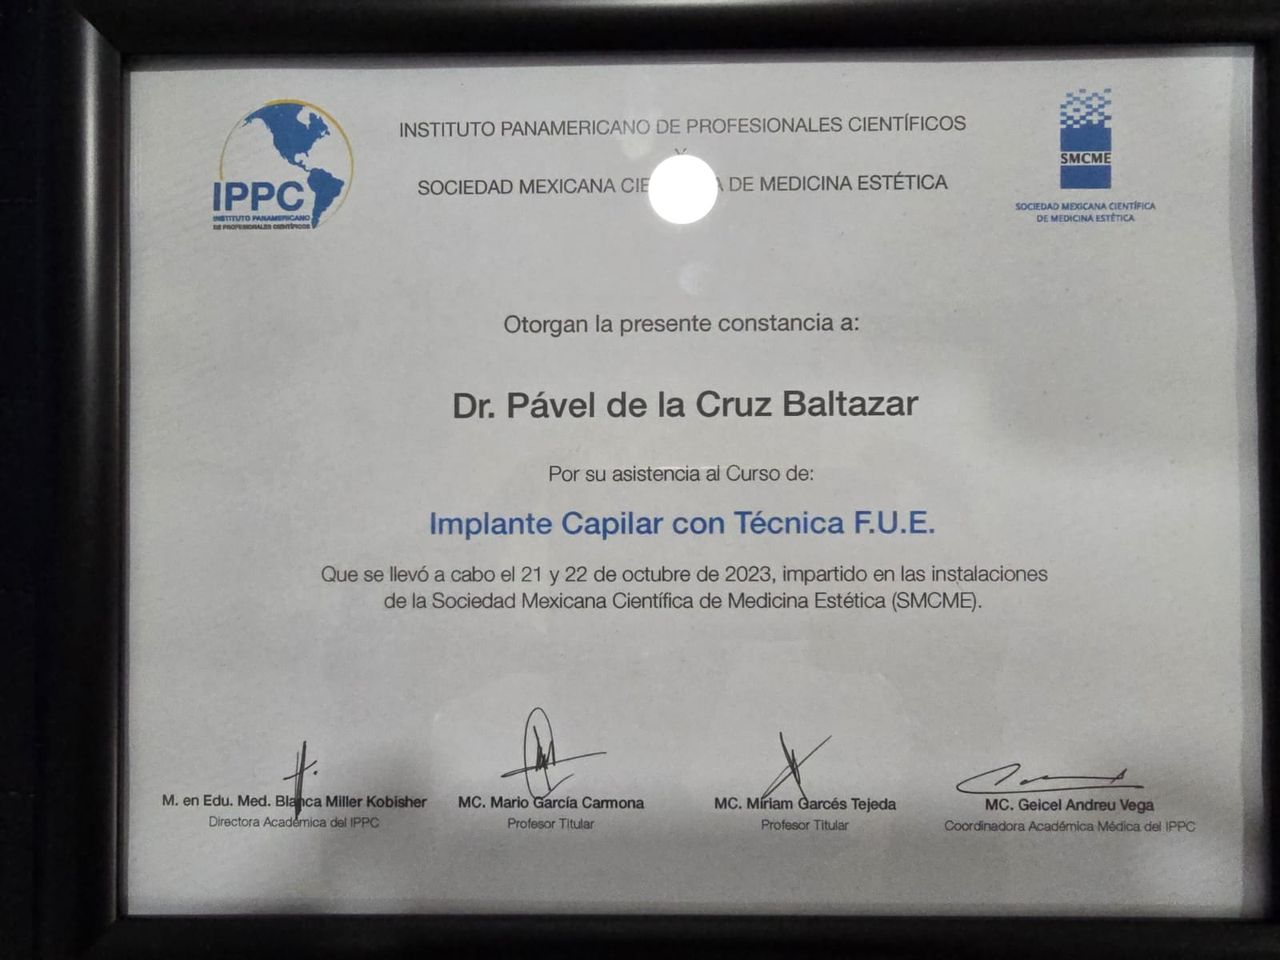 IPPC
INSTITUTO PANAMERICANO
DE PROFESIONALES CIENTÍFICOS
INSTITUTO PANAMERICANO DE PROFESIONALES CIENTÍFICOS
Y
SOCIEDAD MEXICANA DE MEDICINA ESTÉTICA
SMCME
SOCIEDAD MEXICANA CIENTÍFICA
DE MEDICINA ESTÉTICA
Otorgan la presente constancia a:
Dr. Pável de la Cruz Baltazar
Por su asistencia al Curso de:
Implante Capilar con Técnica F.U.E.
Que se llevó a cabo el 21 y 22 de octubre de 2023, impartido en las instalaciones
de la Sociedad Mexicana Científica de Medicina Estética (SMCME).
M. en Edu. Med. Blanca Miller Kobisher
Directora Académica del IPPC
MC. Mario García Carmona
Profesor Titular
MC. Miriam Garcés Tejeda
Profesor Titular
MC. Geicel Andreu Vega
Coordinadora Académica Médica del IPPC